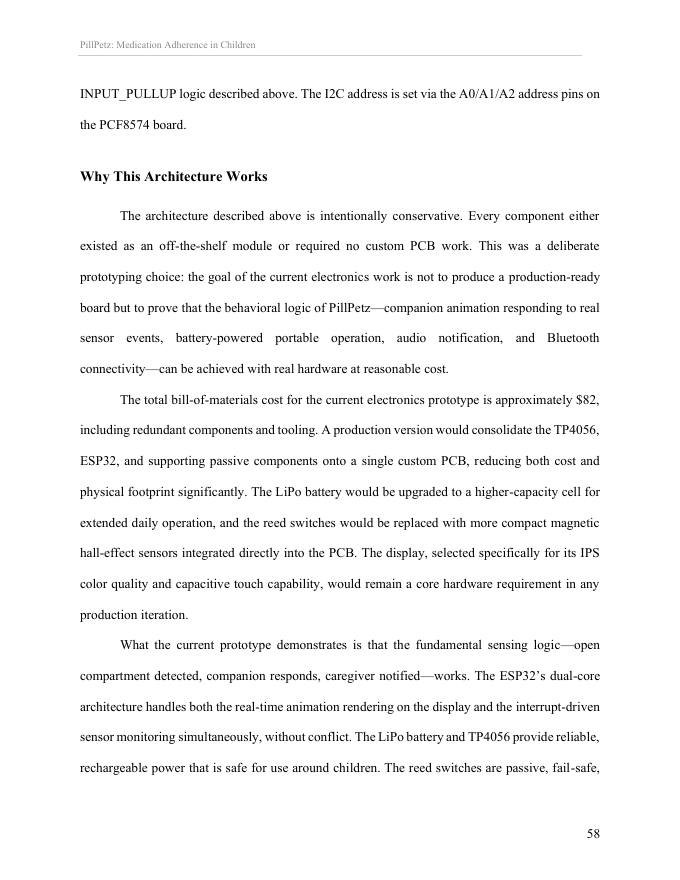 PillPetz: Medication Adherence in Children
INPUT_PULLUP logic described above. The I2C address is set via the A0/A1/A2 address pins on
the PCF8574 board.
Why This Architecture Works
The architecture described above is intentionally conservative. Every component either
existed as an off-the-shelf module or required no custom PCB work. This was a deliberate
prototyping choice: the goal of the current electronics work is not to produce a production-ready
board but to prove that the behavioral logic of PillPetz—companion animation responding to real
sensor events, battery-powered portable operation, audio notification, and Bluetooth
connectivity—can be achieved with real hardware at reasonable cost.
The total bill-of-materials cost for the current electronics prototype is approximately $82,
including redundant components and tooling. A production version would consolidate the TP4056,
ESP32, and supporting passive components onto a single custom PCB, reducing both cost and
physical footprint significantly. The LiPo battery would be upgraded to a higher-capacity cell for
extended daily operation, and the reed switches would be replaced with more compact magnetic
hall-effect sensors integrated directly into the PCB. The display, selected specifically for its IPS
color quality and capacitive touch capability, would remain a core hardware requirement in any
production iteration.
What the current prototype demonstrates is that the fundamental sensing logic—open
compartment detected, companion responds, caregiver notified—works. The ESP32’s dual-core
architecture handles both the real-time animation rendering on the display and the interrupt-driven
sensor monitoring simultaneously, without conflict. The LiPo battery and TP4056 provide reliable,
rechargeable power that is safe for use around children. The reed switches are passive, fail-safe,
58